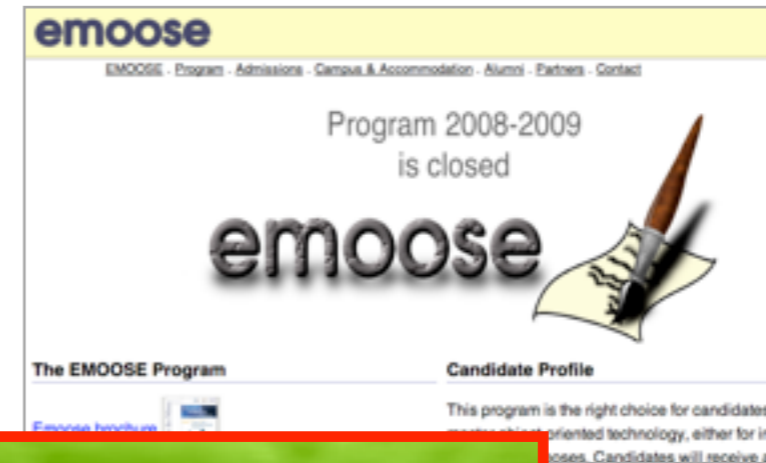 emoose
EMOOSE . Program . Admissions . Campus & Accommodation . Alumni . Partners . Contact
Program 2008-2009
is closed
emoose
The EMOOSE Program
Candidate Profile
Emoose brochure
This program is the right choice for candidates
oriented technology, either for
Candidates will receive